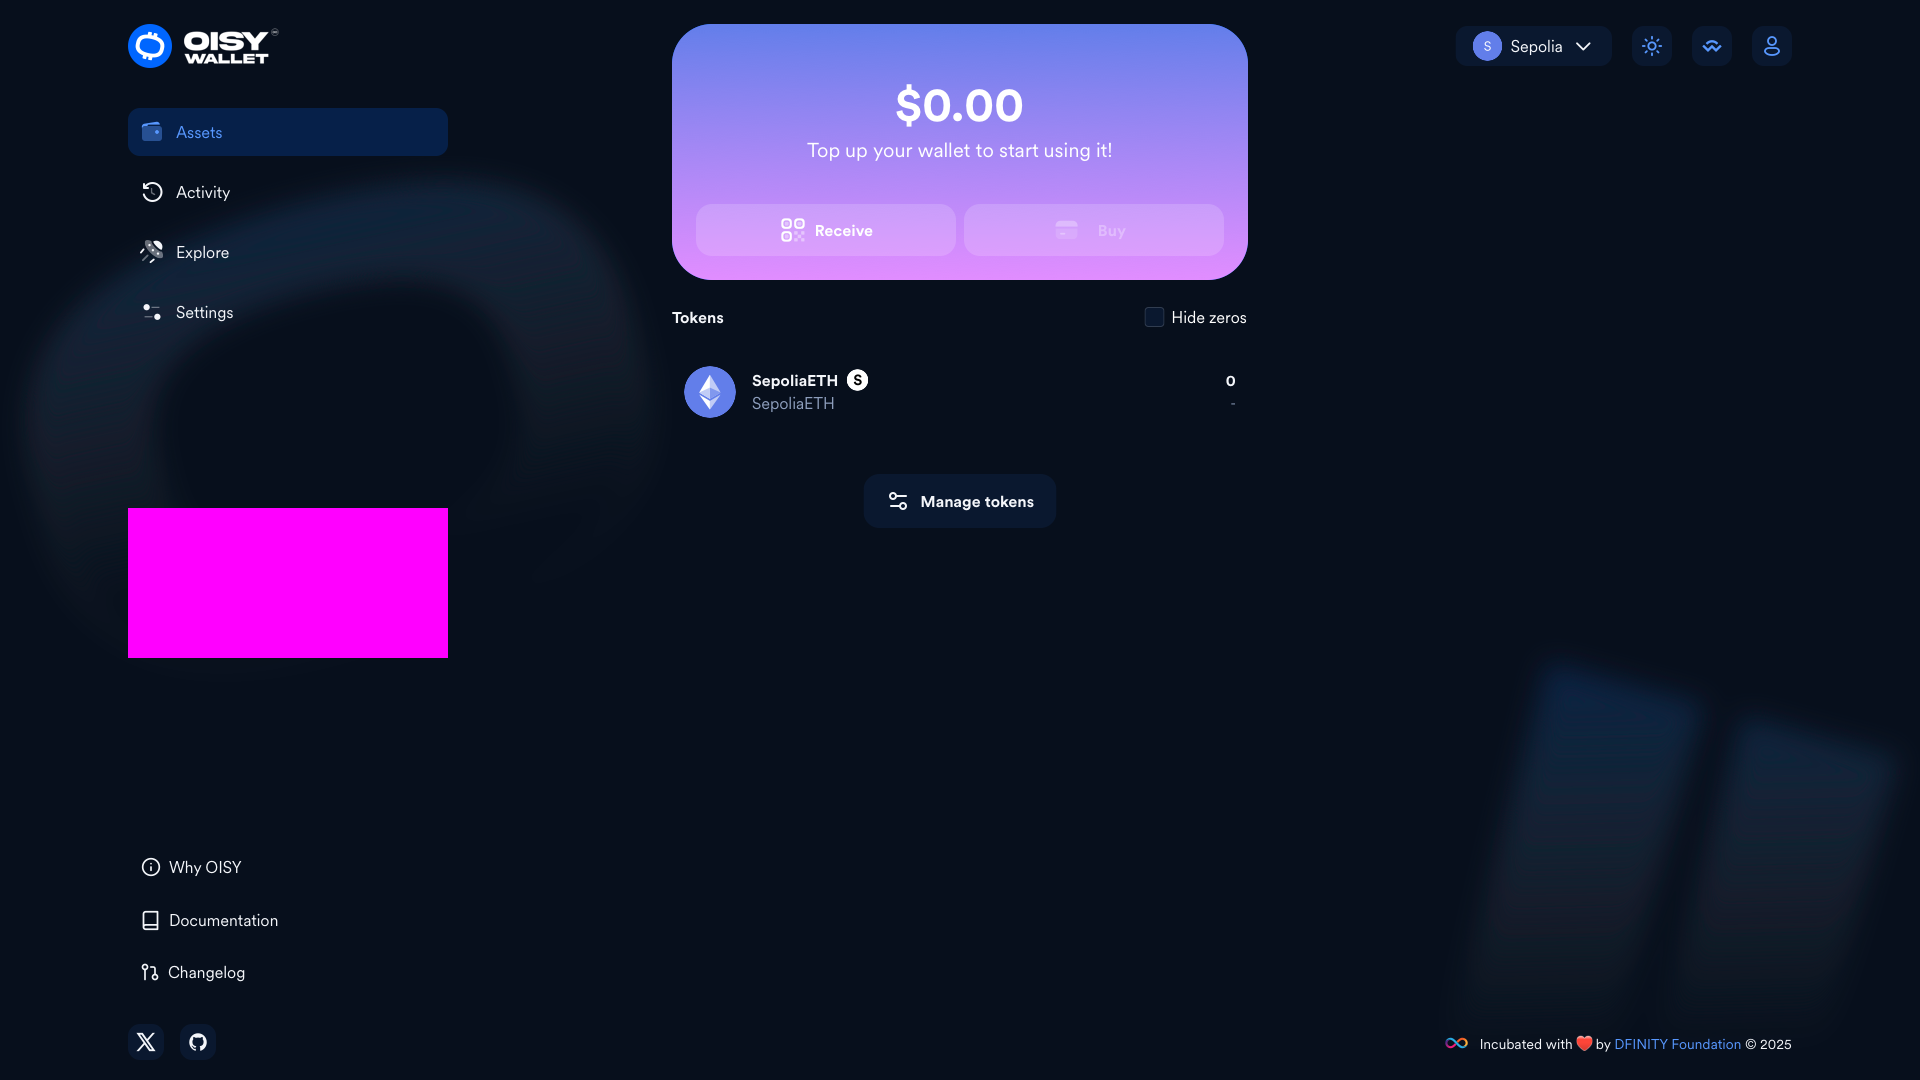 OISY
WALLET
S
Sepolia
Assets
Activity
Explore
Settings
$0.00
Top up your wallet to start using it!
Receive
Buy
Tokens
Hide zeros
SepoliaETH S
0
SepoliaETH
-
Manage tokens
Why OISY
Documentation
Changelog
Incubated with ❤️ by DFINITY Foundation © 2025